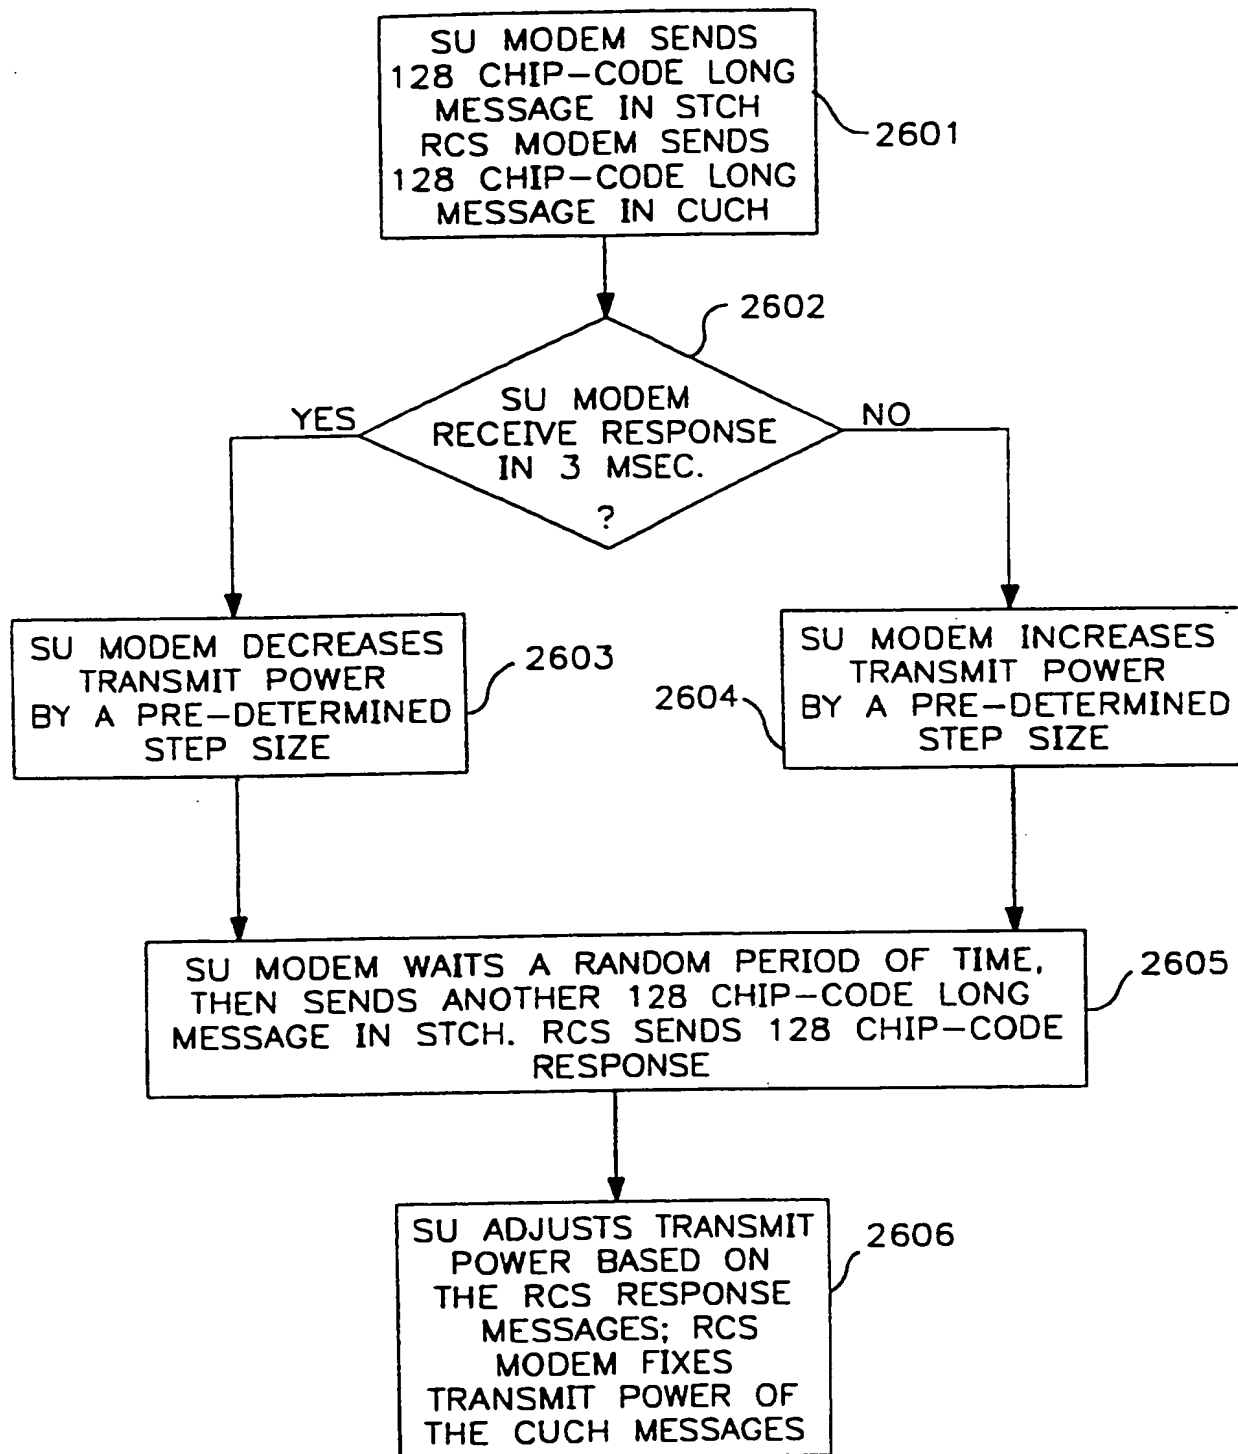 SU MODEM SENDS
128 CHIP-CODE LONG
MESSAGE IN STCH
RCS MODEM SENDS
128 CHIP-CODE LONG
MESSAGE IN CUCH
2601
2602
SU MODEM
RECEIVE RESPONSE
IN 3 MSEC.
?
YES
NO
SU MODEM DECREASES
TRANSMIT POWER
BY A PRE-DETERMINED
STEP SIZE
2603
SU MODEM INCREASES
TRANSMIT POWER
BY A PRE-DETERMINED
STEP SIZE
2604
SU MODEM WAITS A RANDOM PERIOD OF TIME,
THEN SENDS ANOTHER 128 CHIP-CODE LONG
MESSAGE IN STCH. RCS SENDS 128 CHIP-CODE
RESPONSE
2605
SU ADJUSTS TRANSMIT
POWER BASED ON
THE RCS RESPONSE
MESSAGES; RCS
MODEM FIXES
TRANSMIT POWER OF
THE CUCH MESSAGES
2606